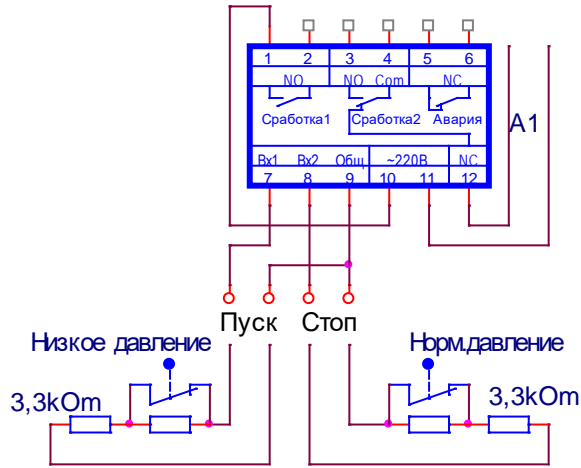 1 2 3 4 5 6
NO NO Com NC
Сработка1 Сработка2 Авария
A1
Вх1 Вх2 Общ ~220В NC
7 8 9 10 11 12
Пуск Стоп
Низкое давление Норм.давление
3,3kOm 3,3kOm